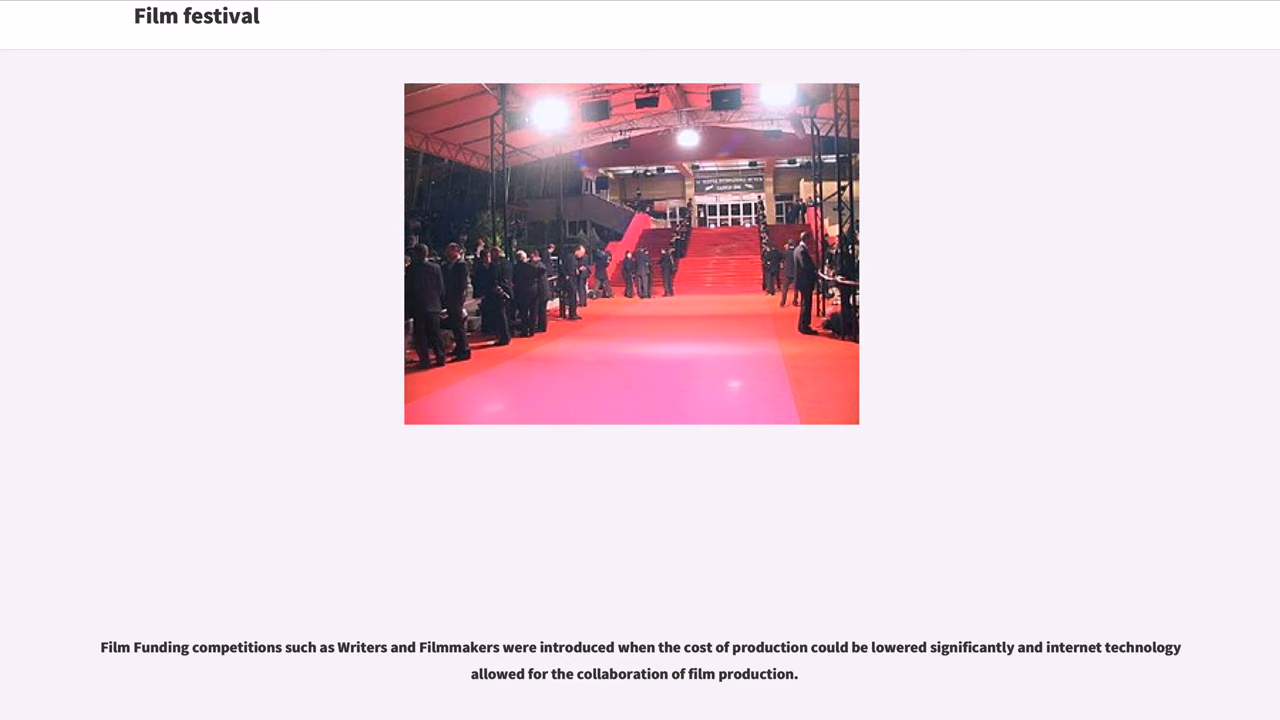 Film festival
Film Funding competitions such as Writers and Filmmakers were introduced when the cost of production could be lowered significantly and internet technology
allowed for the collaboration of film production.